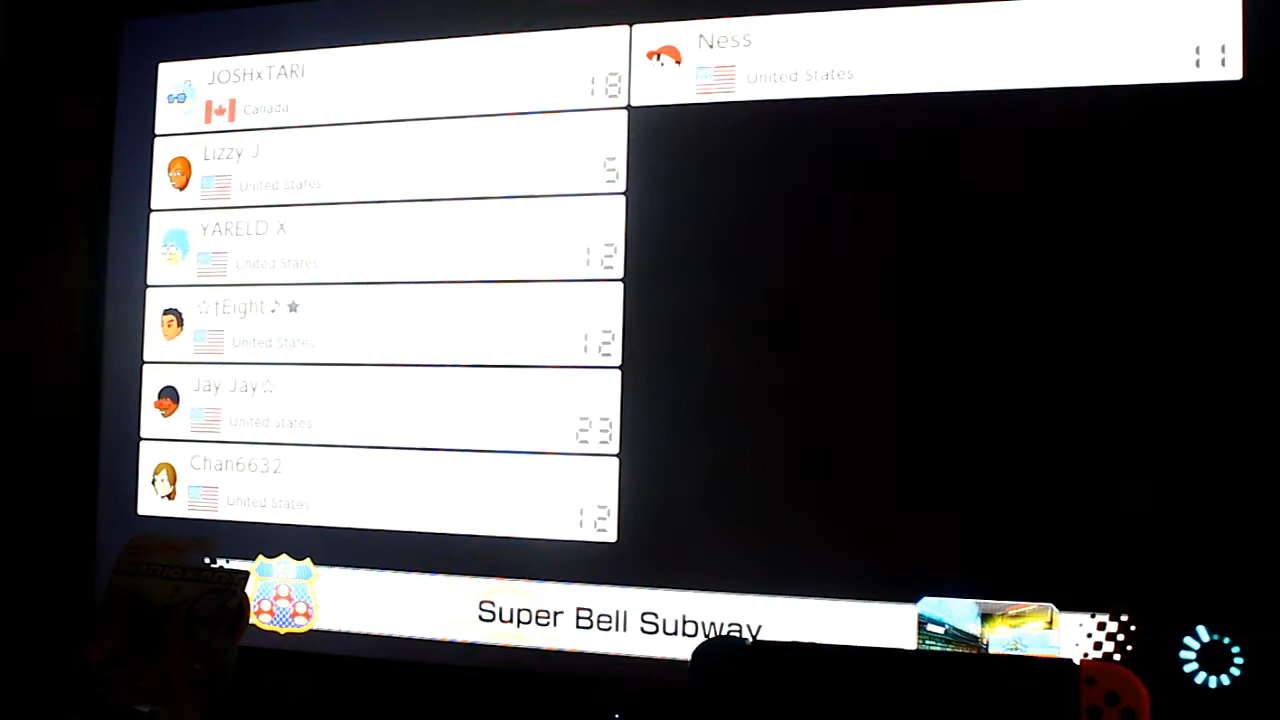 JOSHxTARI
Canada
18
Lizzy J
United States
5
YARELD X
United States
12
☆†Eight♪★
United States
12
Jay Jay☆
United States
23
Chan6632
United States
12
Ness
United States
11
Super Bell Subway